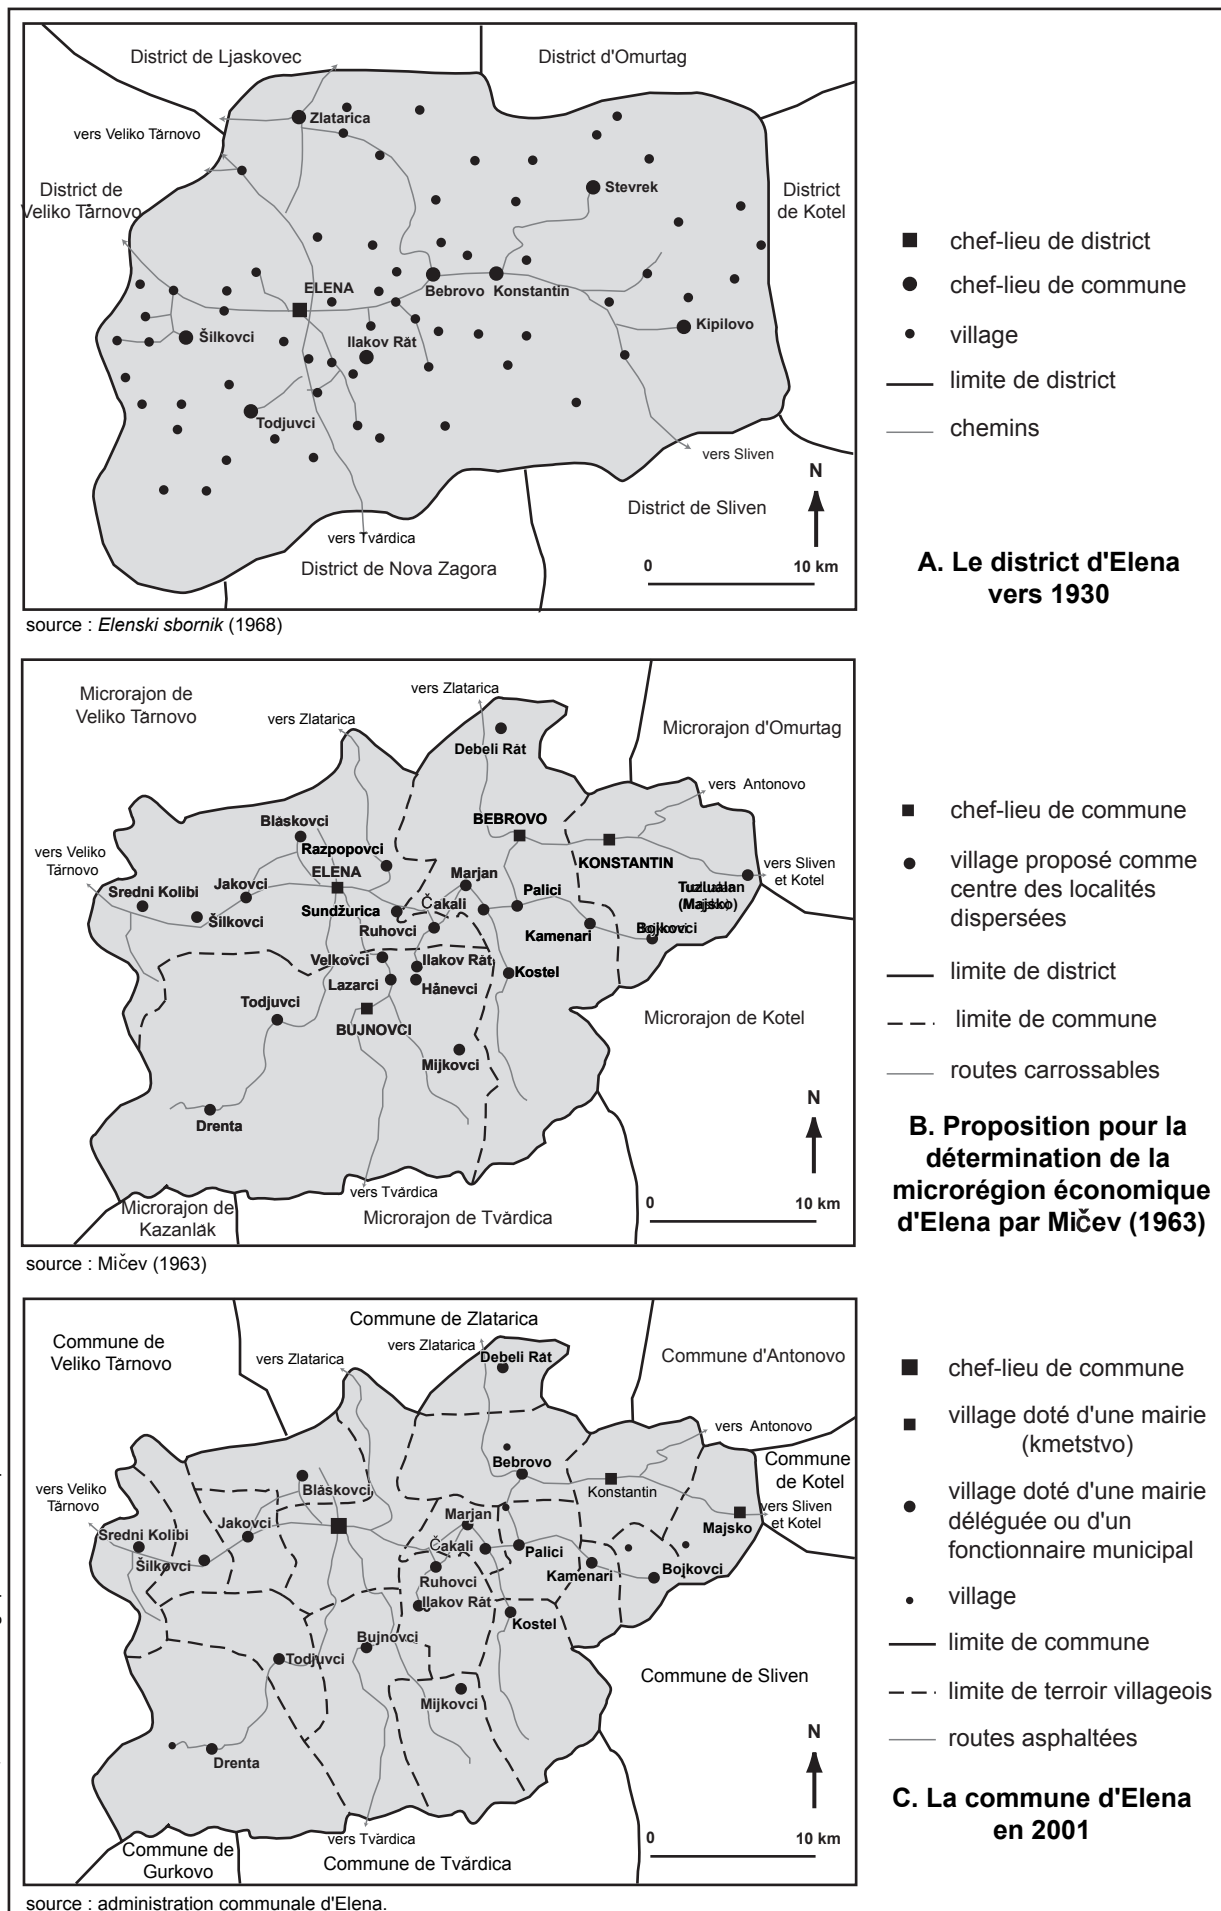 District de Ljaskovec
District d'Omurtag
vers Veliko Tărnovo
Zlatarica
District de
Veliko Tărnovo
Stevrek
District
de Kotel
ELENA
Bebrovo
Konstantin
Šilkovci
Ilakov Răt
Kipilovo
Todjuvci
vers Sliven
N
District de Sliven
vers Tvărdica
District de Nova Zagora
0
10 km
source : Elenski sbornik (1968)
chef-lieu de district
chef-lieu de commune
village
limite de district
chemins
A. Le district d'Elena
vers 1930
Microrajon de
Veliko Tărnovo
vers Zlatarica
vers Zlatarica
Microrajon d'Omurtag
Debeli Răt
vers Antonovo
Blăskovci
BEBROVO
Razpopovci
vers Veliko
Tărnovo
ELENA
KONSTANTIN
vers Sliven
et Kotel
Marjan
Sredni Kolibi
Jakovci
Palici
Tuzlualan
(Majsko)
Šilkovci
Sundžurica
Čakali
Ruhovci
Kamenari
Bojkovci
Velkovci
Ilakov Răt
Lazarci
Hănevci
Kostel
Todjuvci
BUJNOVCI
Microrajon de Kotel
Mijkovci
Drenta
N
vers Tvărdica
Microrajon de
Kazanlăk
Microrajon de Tvărdica
0
10 km
source : Mičev (1963)
chef-lieu de commune
village proposé comme
centre des localités
dispersées
limite de district
limite de commune
routes carrossables
B. Proposition pour la
détermination de la
microrégion économique
d'Elena par Mičev (1963)
Commune de
Veliko Tărnovo
Commune de Zlatarica
vers Zlatarica
vers Zlatarica
Debeli Răt
Commune d'Antonovo
vers Antonovo
Bebrovo
Commune
de Kotel
vers Veliko
Tărnovo
Blăskovci
Konstantin
Sredni Kolibi
Jakovci
Marjan
Majsko
vers Sliven
et Kotel
Šilkovci
Čakali
Palici
Ruhovci
Kamenari
Bojkovci
Ilakov Răt
Kostel
Bujnovci
Todjuvci
Commune de Sliven
Mijkovci
Drenta
N
vers Tvărdica
Commune de
Gurkovo
Commune de Tvărdica
0
10 km
source : administration communale d'Elena.
chef-lieu de commune
village doté d'une mairie
(kmetstvo)
village doté d'une mairie
déléguée ou d'un
fonctionnaire municipal
village
limite de commune
limite de terroir villageois
routes asphaltées
C. La commune d'Elena
en 2001